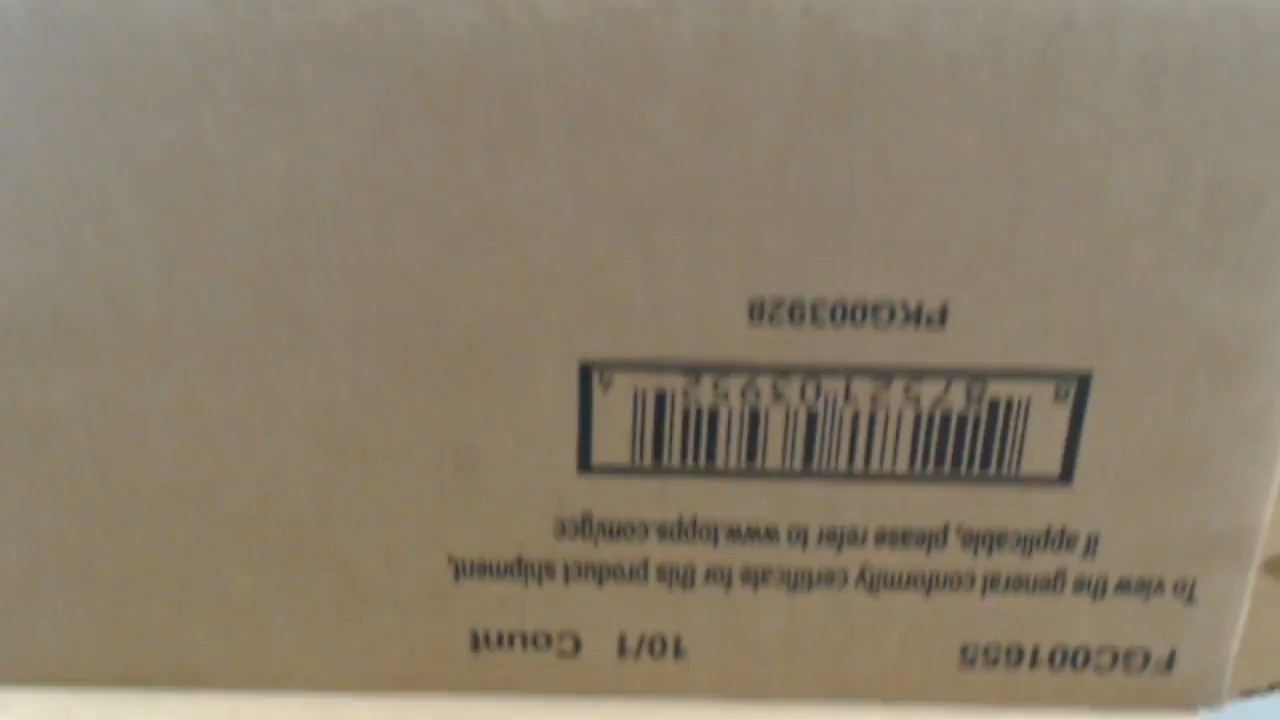 FGC001655 10/1 Count
To view the general conformity certificate for this product shipment,
if applicable, please refer to www.topps.com/gcc
PKG003928